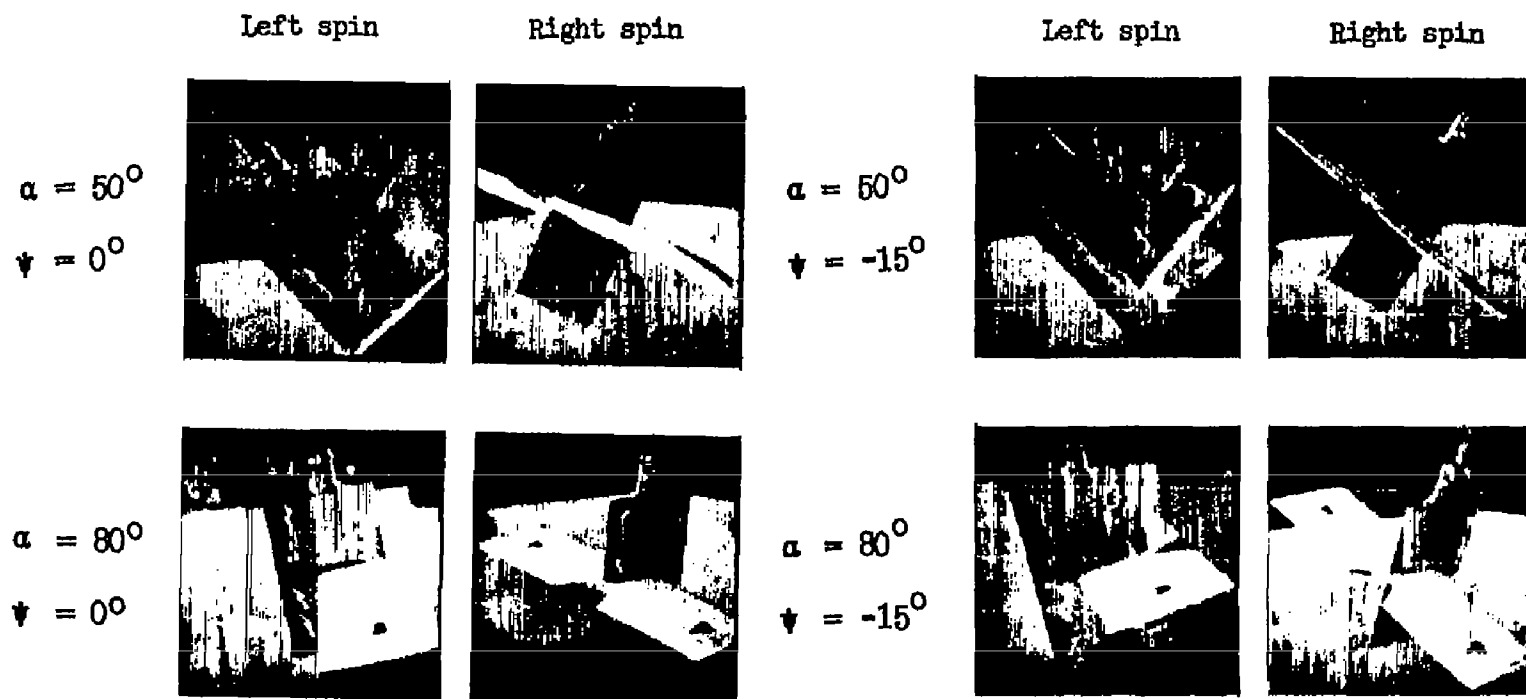 Left spin Right spin Left spin Right spin
α = 50° α = 50°
ψ = 0° ψ = -15°
α = 80° α = 80°
ψ = 0° ψ = -15°